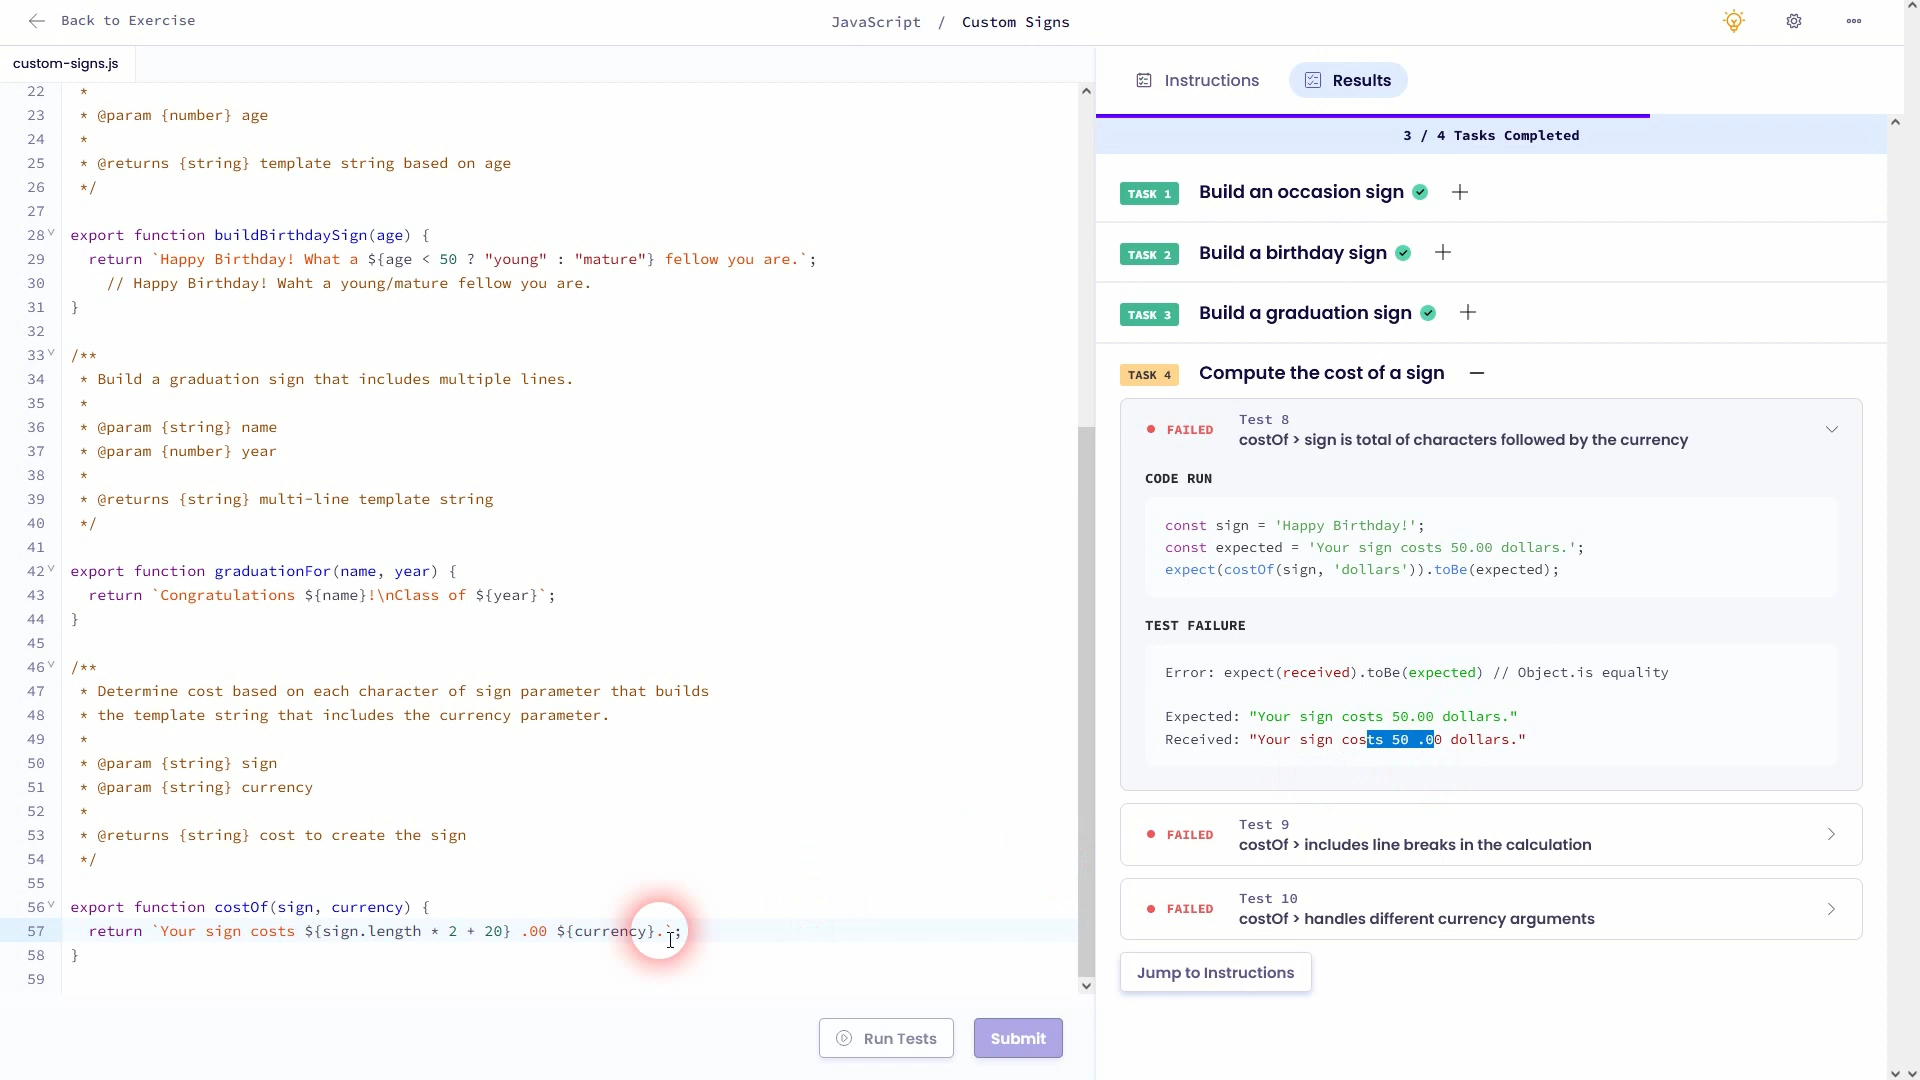 Back to Exercise
JavaScript / Custom Signs
custom-signs.js
22 *
23 * @param {number} age
24 *
25 * @returns {string} template string based on age
26 */
27
28 export function buildBirthdaySign(age) {
29 return `Happy Birthday! What a ${age < 50 ? "young" : "mature"} fellow you are.`;
30 // Happy Birthday! Waht a young/mature fellow you are.
31 }
32
33 /**
34 * Build a graduation sign that includes multiple lines.
35 *
36 * @param {string} name
37 * @param {number} year
38 *
39 * @returns {string} multi-line template string
40 */
41
42 export function graduationFor(name, year) {
43 return `Congratulations ${name}!\nClass of ${year}`;
44 }
45
46 /**
47 * Determine cost based on each character of sign parameter that builds
48 * the template string that includes the currency parameter.
49 *
50 * @param {string} sign
51 * @param {string} currency
52 *
53 * @returns {string} cost to create the sign
54 */
55
56 export function costOf(sign, currency) {
57 return `Your sign costs ${sign.length * 2 + 20} .00 ${currency}.`;
58 }
59
Run Tests
Submit
Instructions
Results
3 / 4 Tasks Completed
TASK 1 Build an occasion sign
TASK 2 Build a birthday sign
TASK 3 Build a graduation sign
TASK 4 Compute the cost of a sign
FAILED
Test 8
costOf > sign is total of characters followed by the currency
CODE RUN
const sign = 'Happy Birthday!';
const expected = 'Your sign costs 50.00 dollars.';
expect(costOf(sign, 'dollars')).toBe(expected);
TEST FAILURE
Error: expect(received).toBe(expected) // Object.is equality
Expected: "Your sign costs 50.00 dollars."
Received: "Your sign costs 50 .00 dollars."
FAILED
Test 9
costOf > includes line breaks in the calculation
FAILED
Test 10
costOf > handles different currency arguments
Jump to Instructions